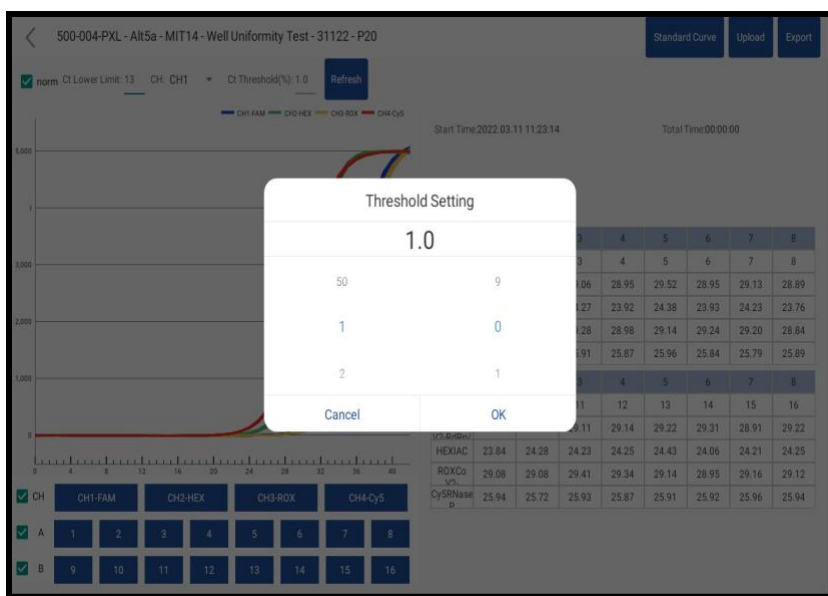 500-004-PXL - Alt5a - MIT14 - Well Uniformity Test - 31122 - P20
Standard Curve
Upload
Export
norm Ct Lower Limit: 13 CH: CH1 Ct Threshold(%): 1.0 Refresh
CH1-FAM CH2-HEX CH3-ROX CH4-Cy5
Start Time:2022.03.11 11:23:14 Total Time:00:00:00
5,000
3,000
2,000
1,000
0
0 4 8 12 16 20 24 28 32 36 40
Threshold Setting
1.0
50 9
1 0
2 1
Cancel OK
3 4 5 6 7 8
3 4 5 6 7 8
.06 28.95 29.52 28.95 29.13 28.89
.27 23.92 24.38 23.93 24.23 23.76
.28 28.98 29.14 29.24 29.20 28.84
.91 25.87 25.96 25.84 25.79 25.89
3 4 5 6 7 8
11 12 13 14 15 16
29.11 29.14 29.22 29.31 28.91 29.22
HEXIAC 23.84 24.28 24.23 24.25 24.43 24.06 24.21 24.25
ROXCo 29.08 29.08 29.41 29.34 29.14 28.95 29.16 29.12
Cy5RNase 25.94 25.72 25.93 25.87 25.91 25.92 25.96 25.94
CH CH1-FAM CH2-HEX CH3-ROX CH4-Cy5
A 1 2 3 4 5 6 7 8
B 9 10 11 12 13 14 15 16